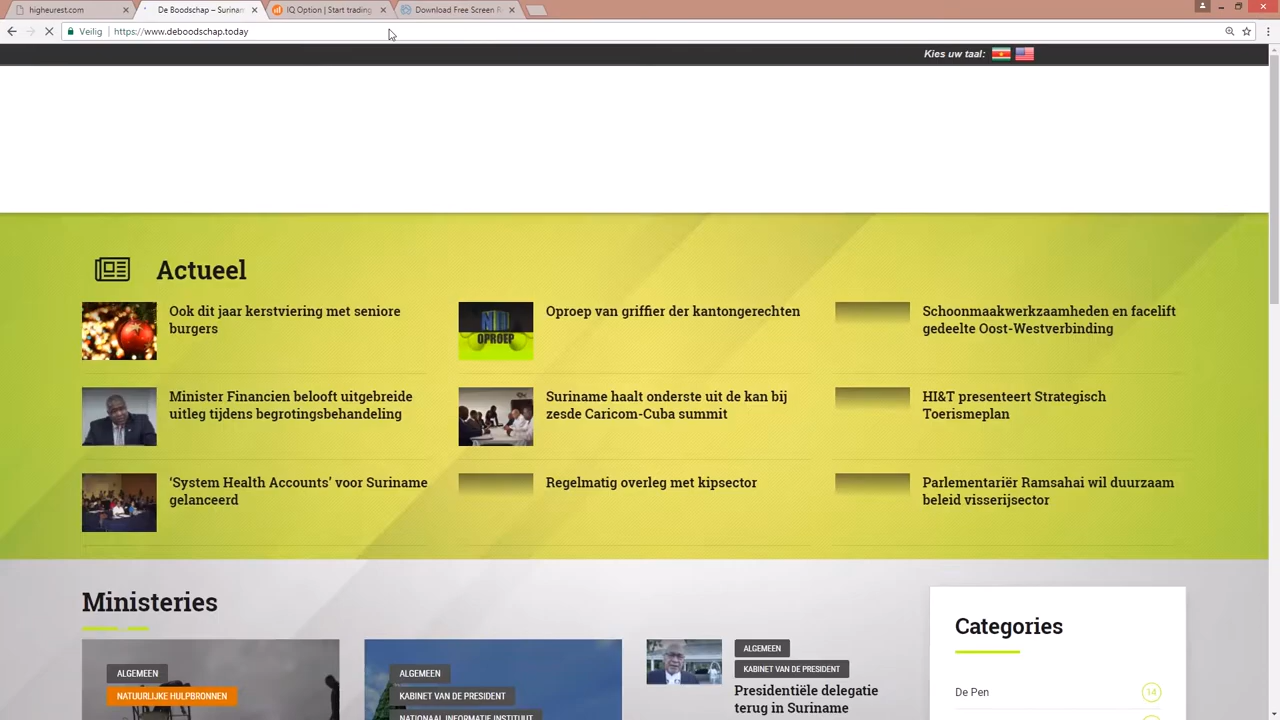 higheurest.com
De Boodschap – Surinam
IQ Option | Start trading
Download Free Screen R
Veilig
https://www.deboodschap.today
Kies uw taal:
Actueel
Ook dit jaar kerstviering met seniore
burgers
Oproep van griffier der kantongerechten
OPROEP
Schoonmaakwerkzaamheden en facelift
gedeelte Oost-Westverbinding
Minister Financien belooft uitgebreide
uitleg tijdens begrotingsbehandeling
Suriname haalt onderste uit de kan bij
zesde Caricom-Cuba summit
HI&T presenteert Strategisch
Toerismeplan
‘System Health Accounts’ voor Suriname
gelanceerd
Regelmatig overleg met kipsector
Parlementariër Ramsahai wil duurzaam
beleid visserijsector
Ministeries
ALGEMEEN
NATUURLIJKE HULPBRONNEN
ALGEMEEN
KABINET VAN DE PRESIDENT
NATIONAAL INFORMATIE INSTITUUT
ALGEMEEN
KABINET VAN DE PRESIDENT
Presidentiële delegatie
terug in Suriname
Categories
De Pen
14